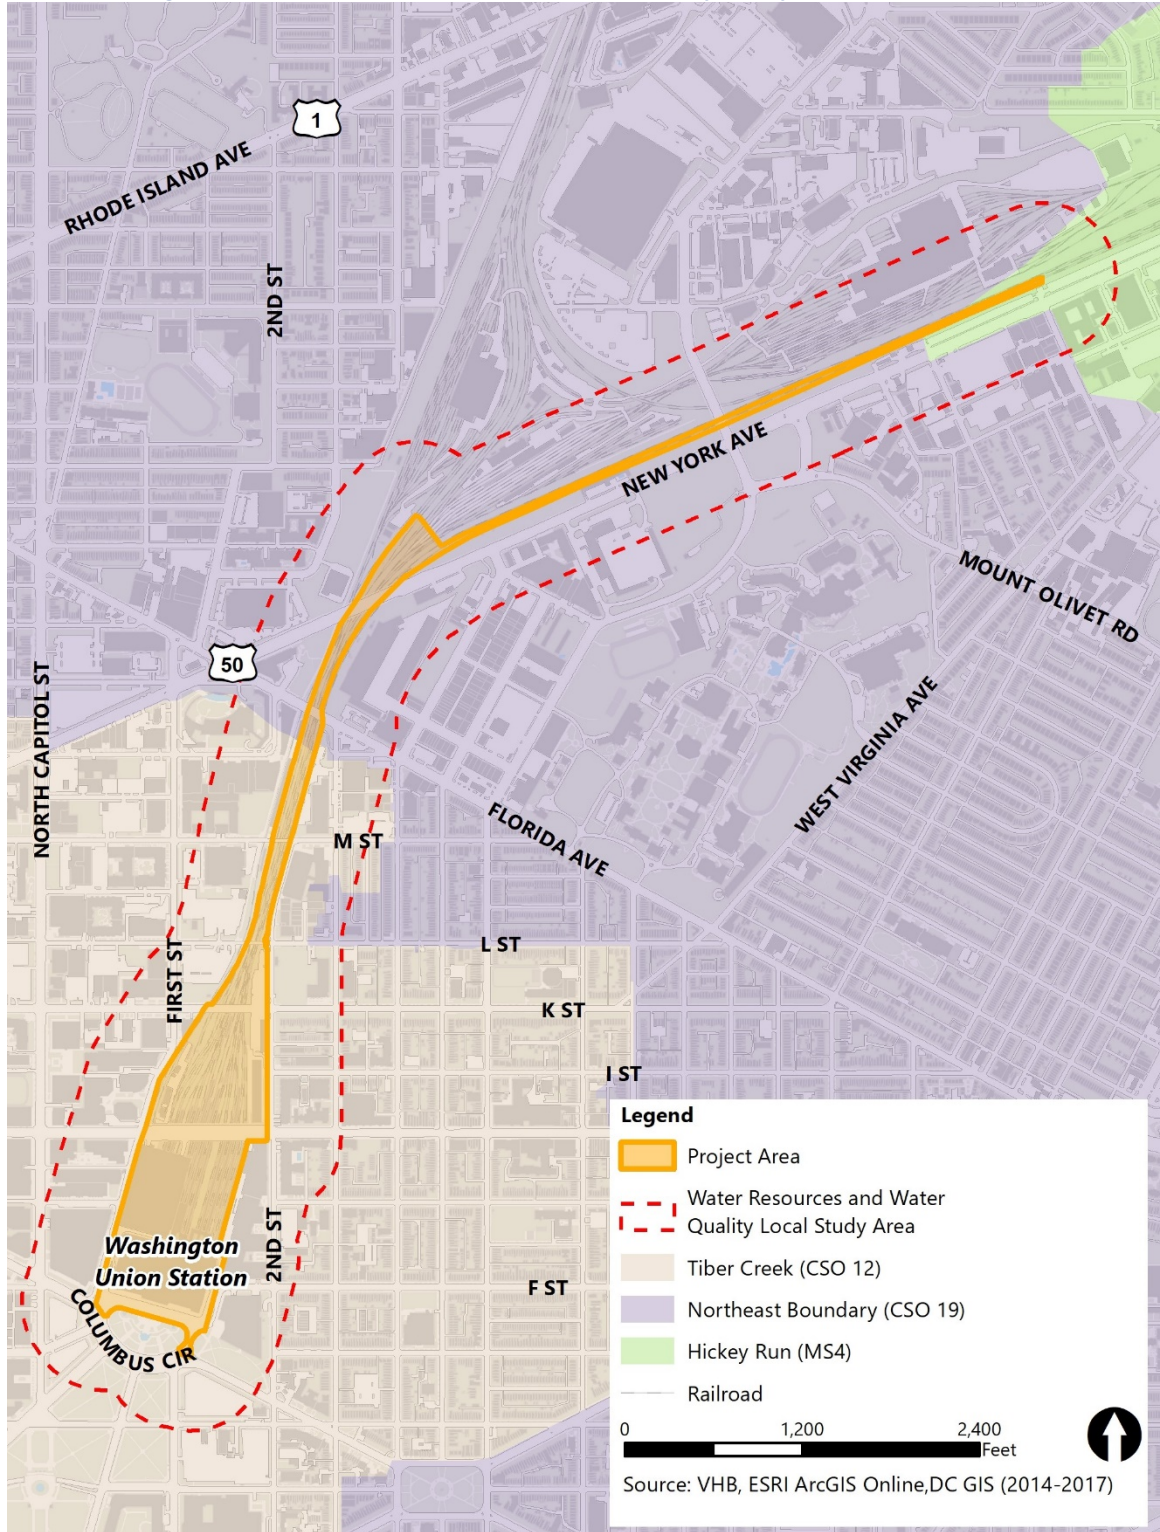 1
RHODE ISLAND AVE
2ND ST
NEW YORK AVE
MOUNT OLIVET RD
50
NORTH CAPITOL ST
WEST VIRGINIA AVE
FLORIDA AVE
M ST
L ST
FIRST ST
K ST
I ST
2ND ST
Washington
Union Station
F ST
COLUMBUS CIR
Legend
Project Area
Water Resources and Water
Quality Local Study Area
Tiber Creek (CSO 12)
Northeast Boundary (CSO 19)
Hickey Run (MS4)
Railroad
0 1,200 2,400
Feet
Source: VHB, ESRI ArcGIS Online,DC GIS (2014-2017)